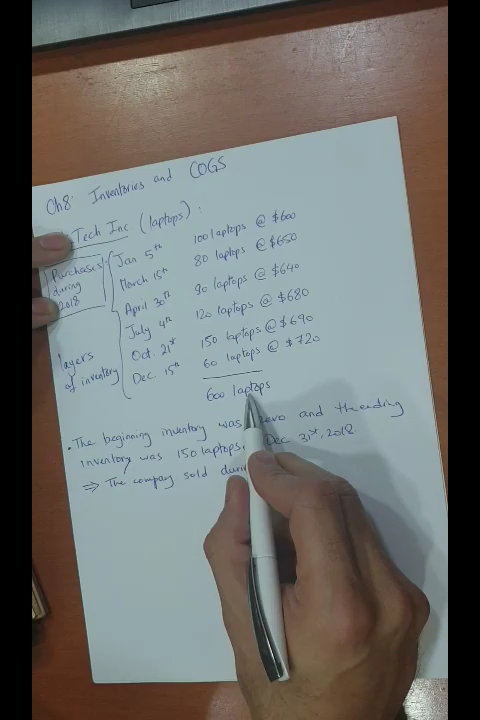 Ch8: Inventories and COGS
Tech Inc (laptops):
Purchases during 2018
Jan 5th 100 laptops @ $600
March 15th 80 laptops @ $650
April 30th 90 laptops @ $640
July 4th 120 laptops @ $680
Oct. 21st 150 laptops @ $690
Dec. 15th 60 laptops @ $720
layers of inventory
600 laptops
• The beginning inventory was zero and the ending
inventory was 150 laptops, Dec 31st, 2018
⇒ The company sold